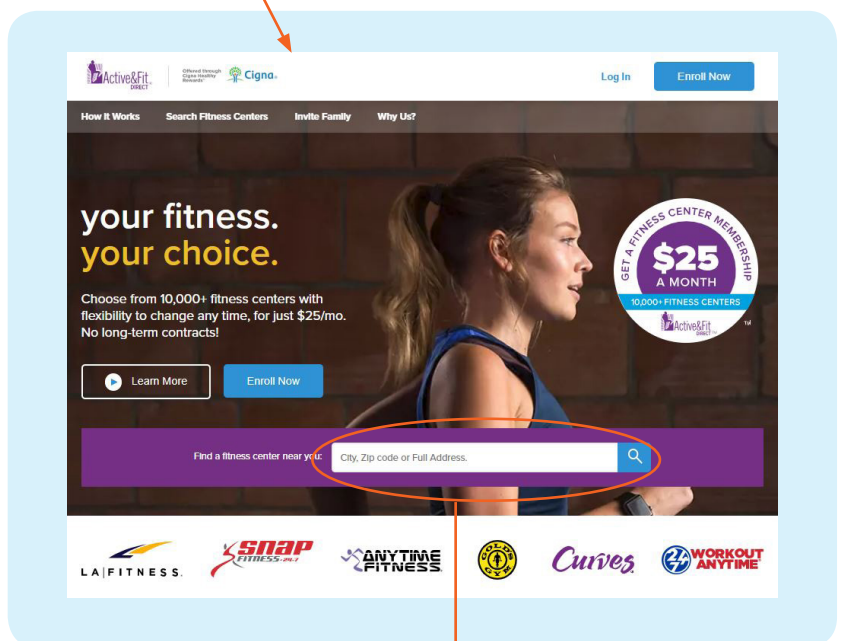 Active&Fit
DIRECT
Offered through
Cigna Healthy
Rewards
Cigna
Log In
Enroll Now
How It Works
Search Fitness Centers
Invite Family
Why Us?
your fitness.
your choice.
Choose from 10,000+ fitness centers with
flexibility to change any time, for just $25/mo.
No long-term contracts!
Learn More
Enroll Now
GET A FITNESS CENTER MEMBERSHIP
$25
A MONTH
10,000+ FITNESS CENTERS
Active&Fit
DIRECT
TM
Find a fitness center near you:
City, Zip code or Full Address.
LA|FITNESS.
SNAP
FITNESS·24-7
ANYTIME
FITNESS.
GOLD'S
GYM
Curves
24/7
WORKOUT
ANYTIME